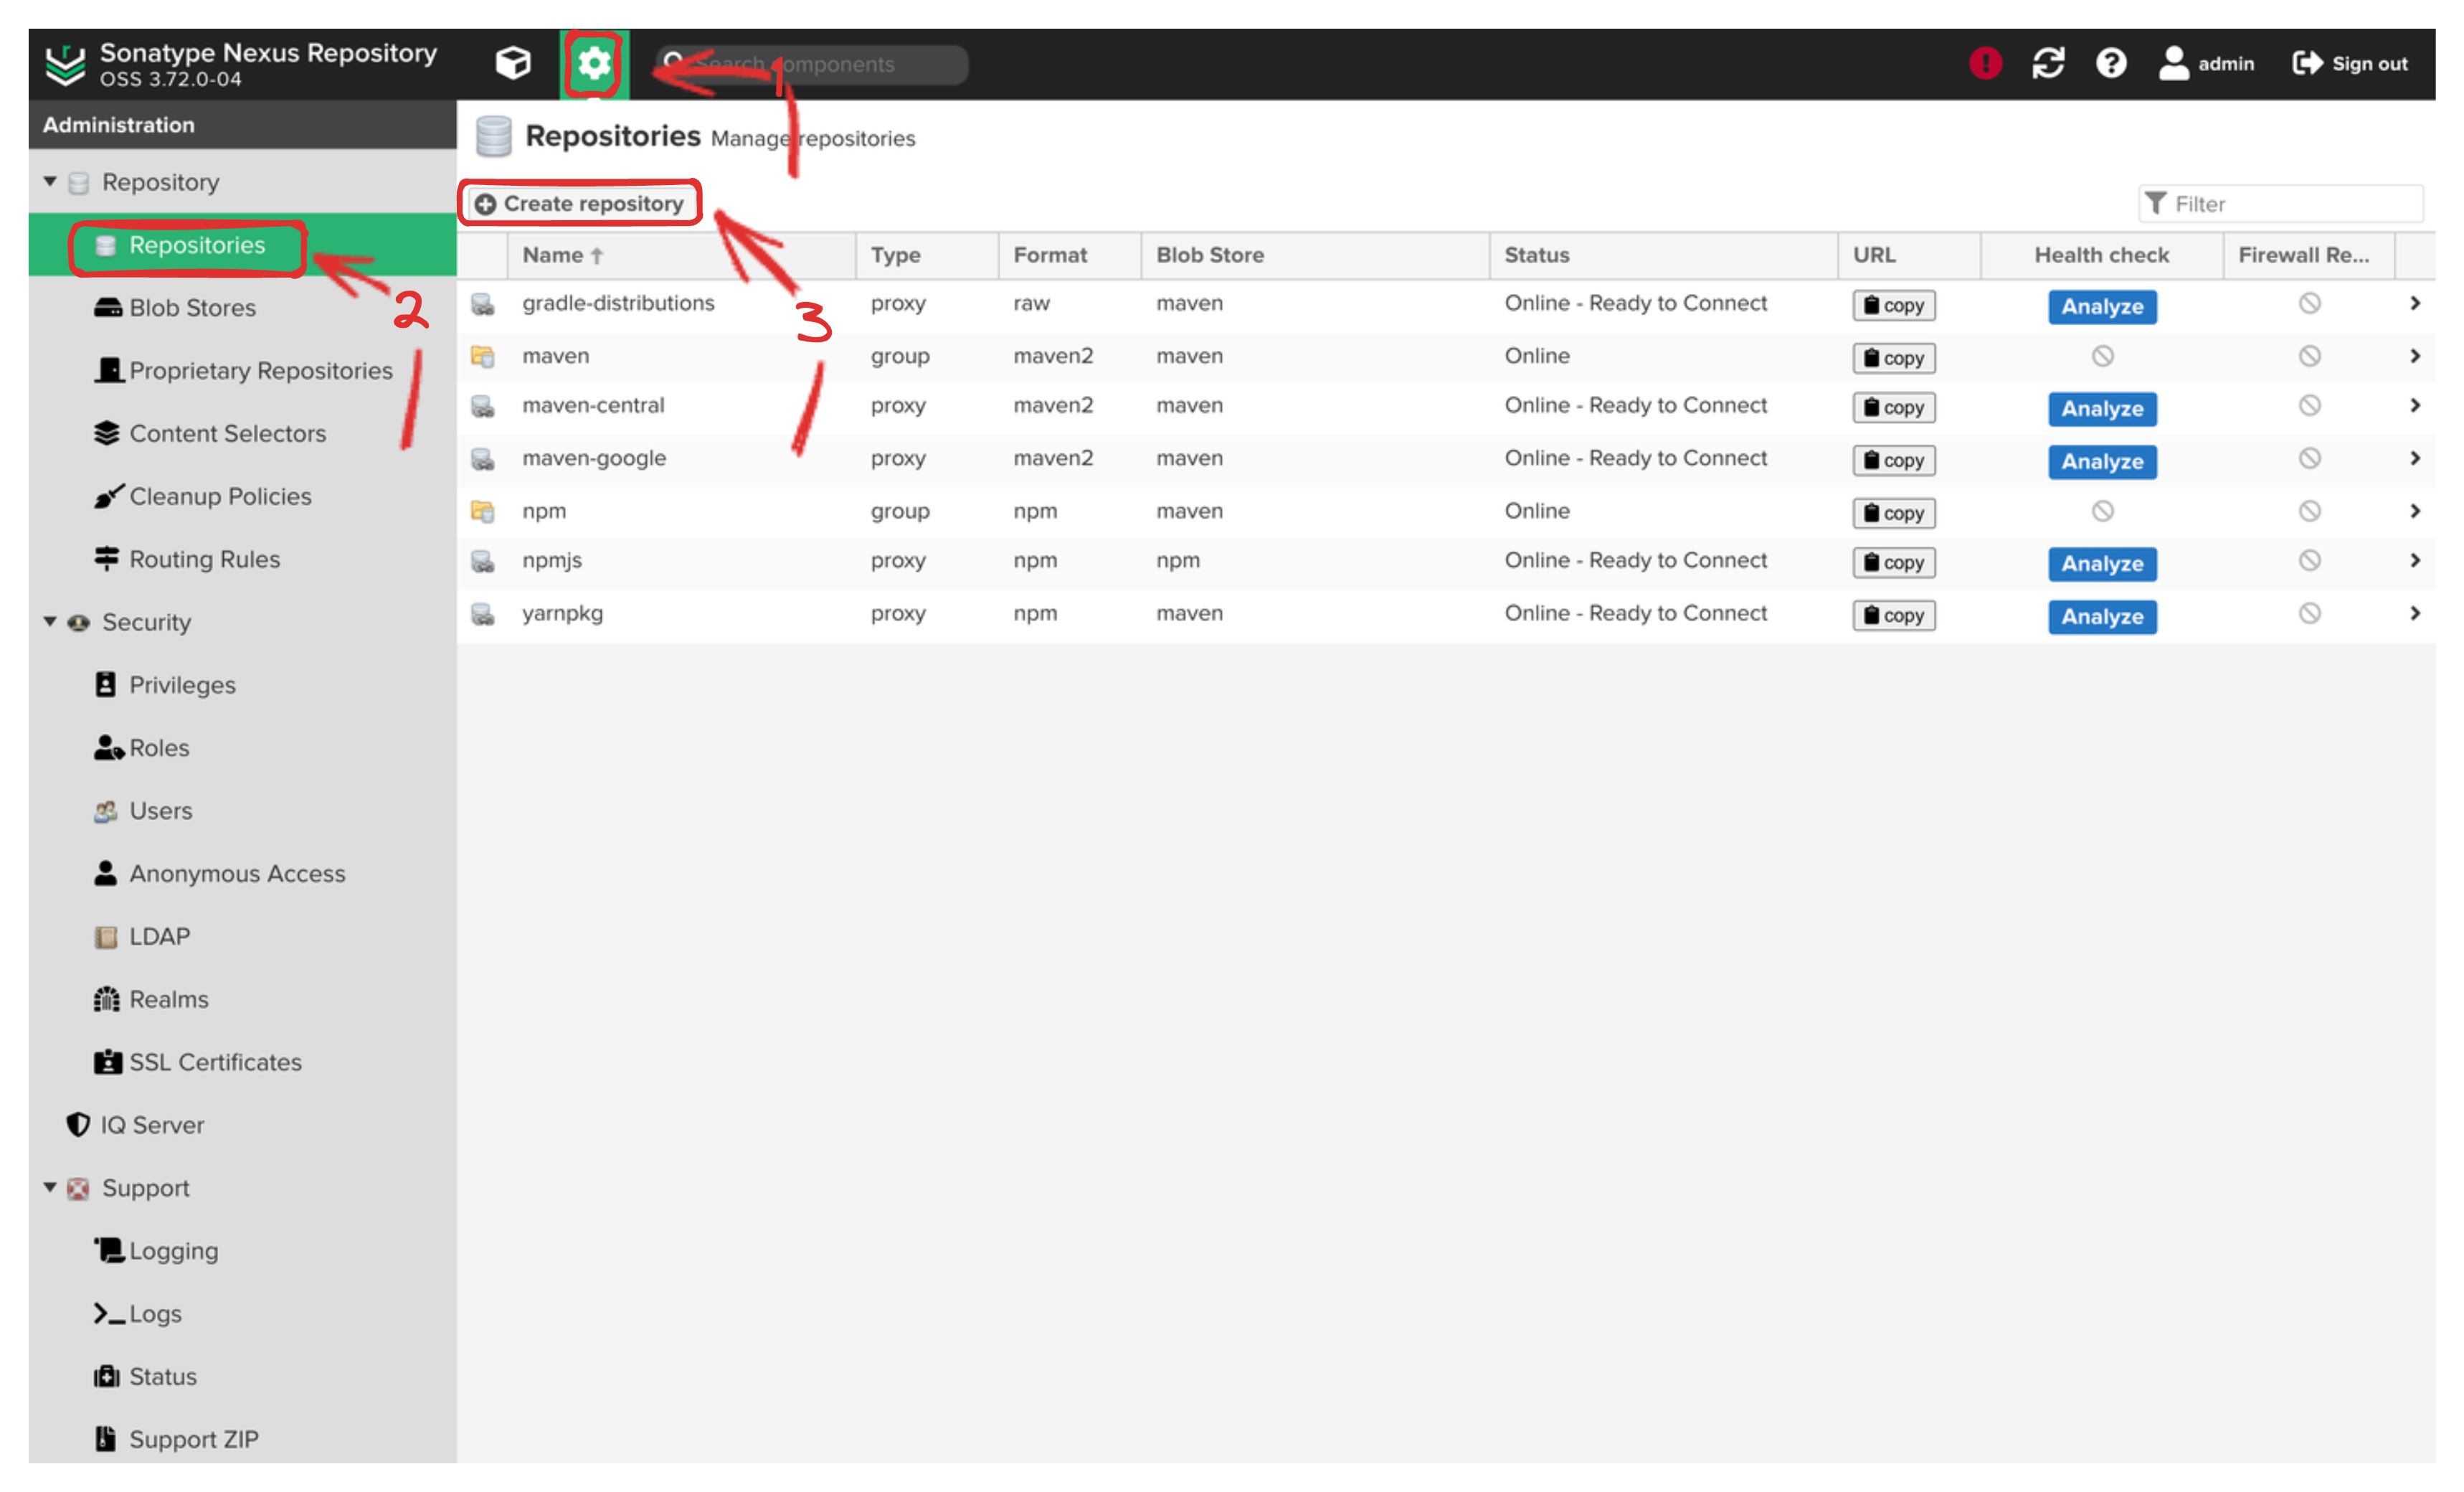 Sonatype Nexus Repository
OSS 3.72.0-04
Search components
admin
Sign out
1
Administration
Repositories Manage repositories
Repository
Create repository
Filter
Repositories
2
3
Name Type Format Blob Store Status URL Health check Firewall Re...
gradle-distributions proxy raw maven Online - Ready to Connect copy Analyze
maven group maven2 maven Online copy
maven-central proxy maven2 maven Online - Ready to Connect copy Analyze
maven-google proxy maven2 maven Online - Ready to Connect copy Analyze
npm group npm maven Online copy
npmjs proxy npm npm Online - Ready to Connect copy Analyze
yarnpkg proxy npm maven Online - Ready to Connect copy Analyze
Blob Stores
Proprietary Repositories
Content Selectors
Cleanup Policies
Routing Rules
Security
Privileges
Roles
Users
Anonymous Access
LDAP
Realms
SSL Certificates
IQ Server
Support
Logging
Logs
Status
Support ZIP